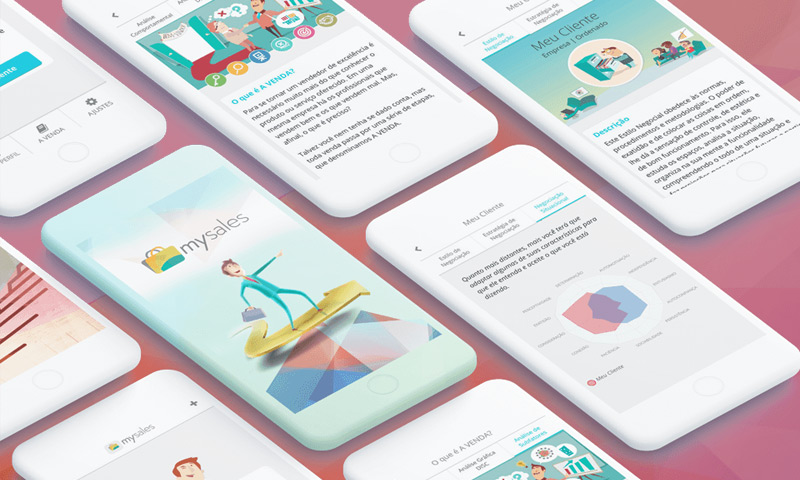 ente
PERFIL
A VENDA
AJUSTES
Análise
Comportamental
O que é A VENDA?
Para se tornar um vendedor de excelência é
necessário muito mais do que conhecer o
produto ou serviço oferecido. Em uma
mesma empresa há os profissionais que
vendem bem e os que vendem mal. Mas,
afinal, o que é preciso?
Talvez você nem tenha se dado conta, mas
toda venda passa por uma série de etapas,
que denominamos A VENDA.
Meu Cliente
Estilo de
Negociação
Estratégia de
Negociação
Meu Cliente
Empresa | Ordenado
Descrição
Este Estilo Negocial obedece às normas,
procedimentos e metodologias. O poder de
exatidão e de colocar as coisas em ordem,
lhe dá a sensação de controle, de estética e
de bom funcionamento. Para isso, ele
estuda os espaços, analisa a situação,
organiza na sua mente a funcionalidade
compreendendo o todo de uma situação e
mysales
Meu Cliente
Estilo de
Negociação
Estratégia de
Negociação
Negociação
Situacional
Quanto mais distantes, mais você terá que
adaptar algumas de suas características para
que ele entenda e aceite o que você está
dizendo.
Meu Cliente
mysales
+
O que é A VENDA?
Análise Gráfica
DISC
Análise de
Subfatores